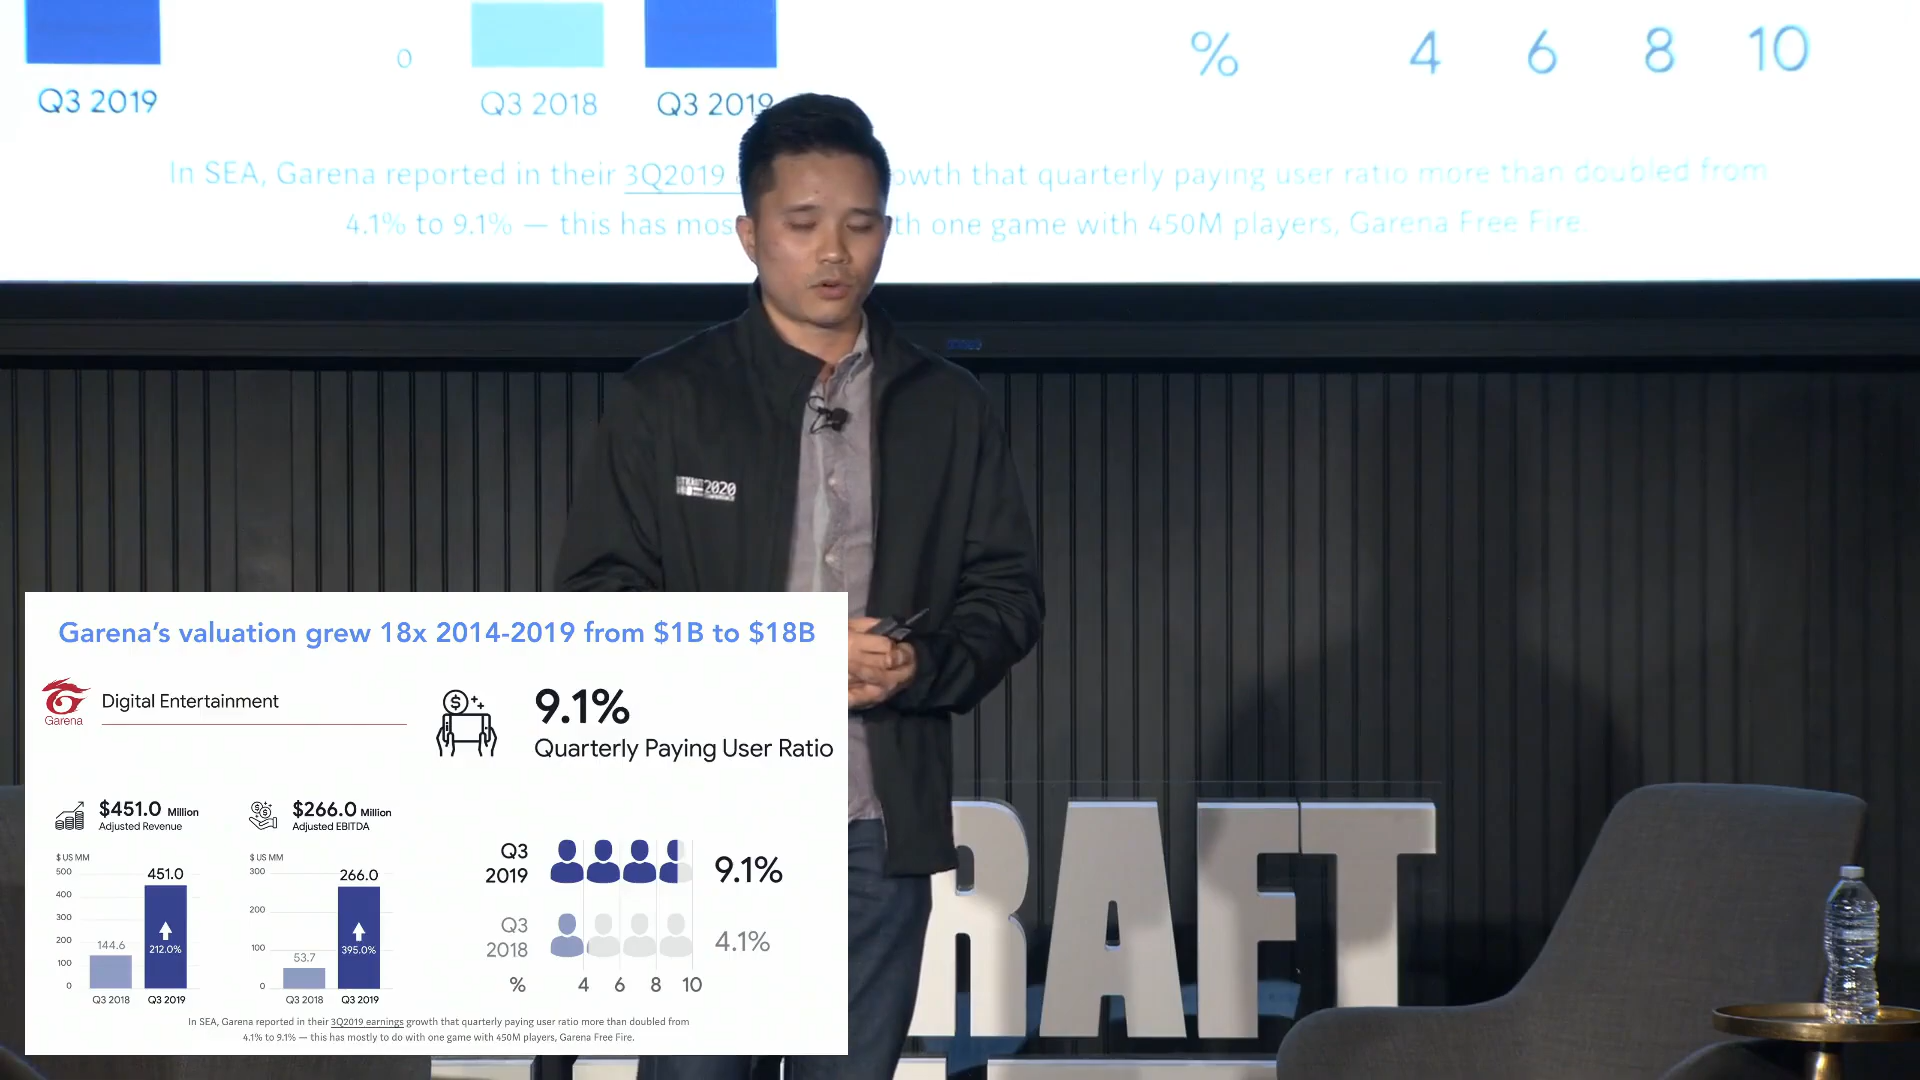 0
Q3 2019
Q3 2018
Q3 2019
% 4 6 8 10
In SEA, Garena reported in their 3Q2019 owth that quarterly paying user ratio more than doubled from
4.1% to 9.1% — this has mos th one game with 450M players, Garena Free Fire.
2020
RAFT
Garena's valuation grew 18x 2014-2019 from $1B to $18B
Garena
Digital Entertainment
9.1%
Quarterly Paying User Ratio
$451.0 Million
Adjusted Revenue
$ US MM
500
400
300
200
100
0
144.6
451.0
212.0%
Q3 2018
Q3 2019
$266.0 Million
Adjusted EBITDA
$ US MM
300
200
100
0
53.7
266.0
395.0%
Q3 2018
Q3 2019
Q3
2019
9.1%
Q3
2018
4.1%
% 4 6 8 10
In SEA, Garena reported in their 3Q2019 earnings growth that quarterly paying user ratio more than doubled from
4.1% to 9.1% — this has mostly to do with one game with 450M players, Garena Free Fire.